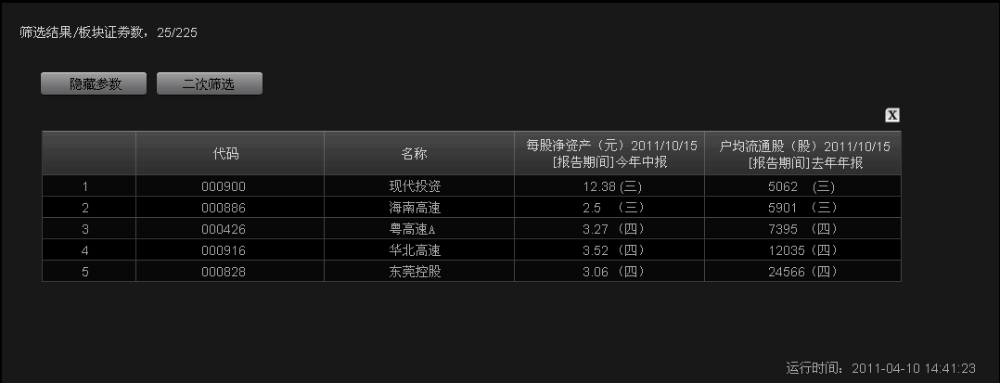 筛选结果/板块证券数，25/225
隐藏参数 二次筛选
X
代码 名称 每股净资产（元）2011/10/15 户均流通股（股）2011/10/15
[报告期间]今年中报 [报告期间]去年年报
1 000900 现代投资 12.38 (三) 5062 (三)
2 000886 海南高速 2.5 （三） 5901 （三）
3 000426 粤高速A 3.27 （四） 7395 （四）
4 000916 华北高速 3.52 （四） 12035（四）
5 000828 东莞控股 3.06 （四） 24566（四）
运行时间：2011-04-10 14:41:23